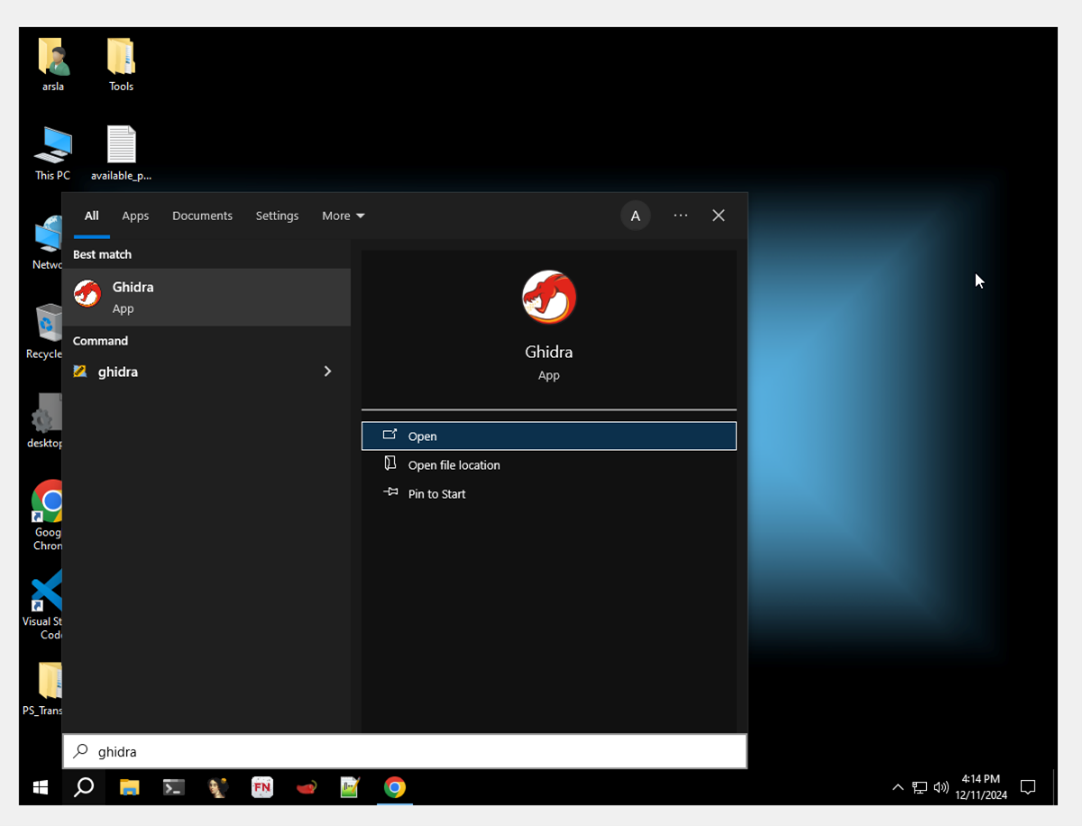 arsla
Tools
This PC
available_p...
All Apps Documents Settings More
A
Best match
Netwo
Ghidra
App
Command
Recycle
ghidra
Ghidra
App
Open
desktop
Open file location
Pin to Start
Goog
Chron
Visual St
Code
PS_Trans
ghidra
FN
4:14 PM
12/11/2024